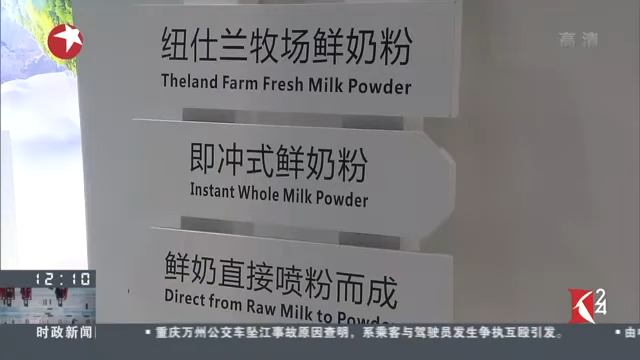 纽仕兰牧场鲜奶粉
Theland Farm Fresh Milk Powder
高清
即冲式鲜奶粉
Instant Whole Milk Powder
鲜奶直接喷粉而成
Direct from Raw Milk to Powder
12:10
24
时政新闻
重庆万州公交车坠江事故原因查明，系乘客与驾驶员发生争执互殴引发。
由